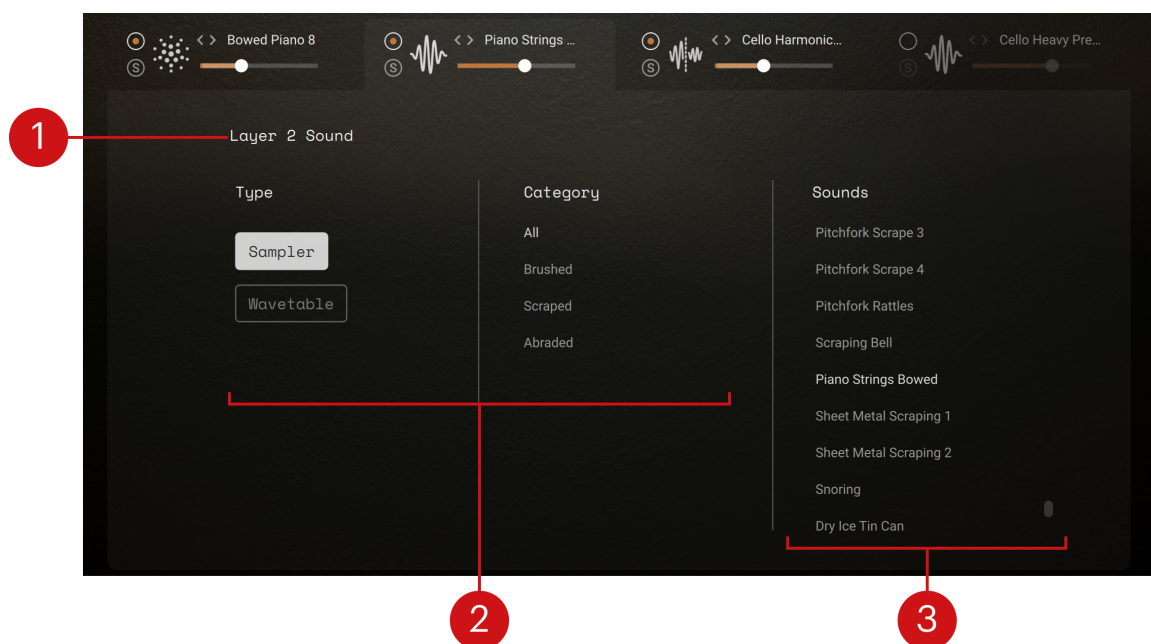 Bowed Piano 8
S
Piano Strings ...
S
Cello Harmonic...
S
Cello Heavy Pre...
S
1
Layer 2 Sound
Type
Sampler
Wavetable
Category
All
Brushed
Scraped
Abraded
Sounds
Pitchfork Scrape 3
Pitchfork Scrape 4
Pitchfork Rattles
Scraping Bell
Piano Strings Bowed
Sheet Metal Scraping 1
Sheet Metal Scraping 2
Snoring
Dry Ice Tin Can
2
3